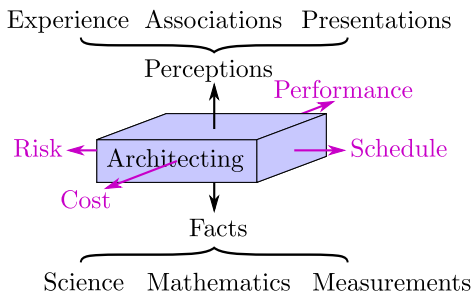 Experience Associations Presentations
Perceptions
Performance
Risk Architecting Schedule
Cost
Facts
Science Mathematics Measurements